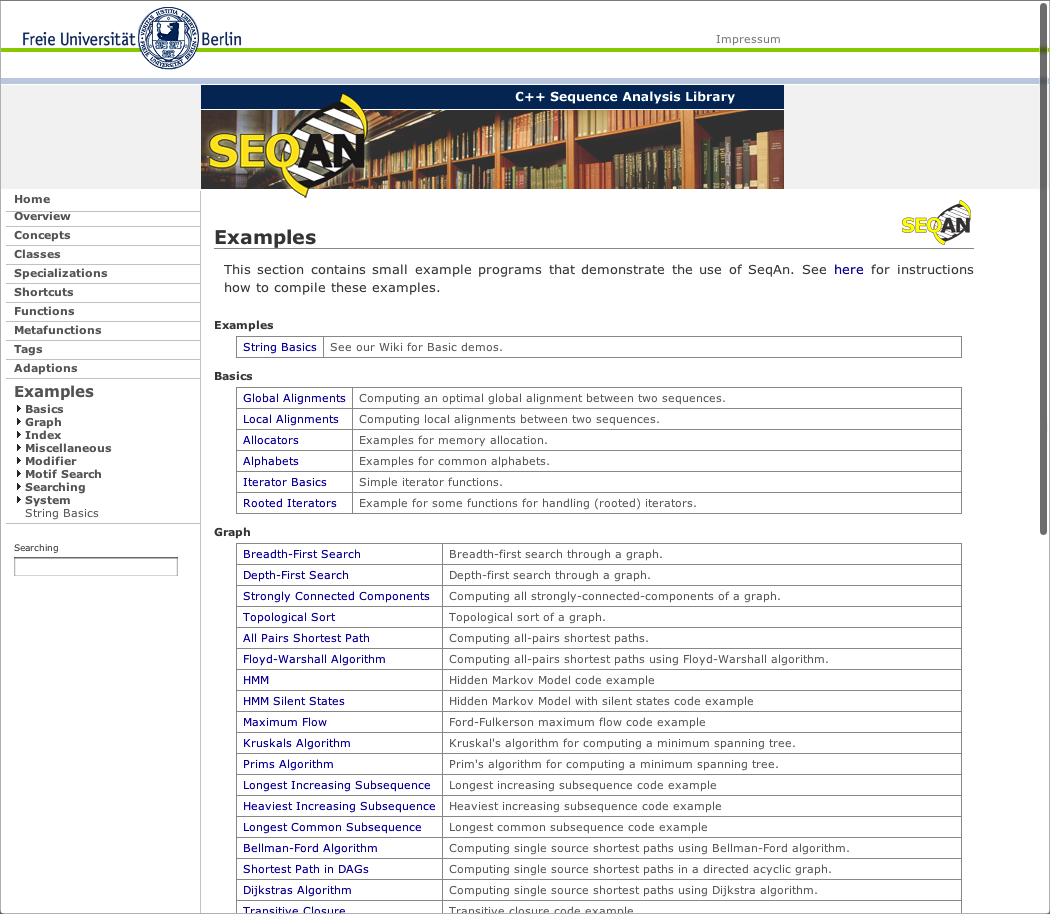 Freie Universität Berlin
Impressum
C++ Sequence Analysis Library
SEQAN
Home
Overview
Concepts
Classes
Specializations
Shortcuts
Functions
Metafunctions
Tags
Adaptions
Examples
Basics
Graph
Index
Miscellaneous
Modifier
Motif Search
Searching
System
String Basics
Searching
SEQAN
Examples
This section contains small example programs that demonstrate the use of SeqAn. See here for instructions
how to compile these examples.
Examples
String Basics See our Wiki for Basic demos.
Basics
Global Alignments Computing an optimal global alignment between two sequences.
Local Alignments Computing local alignments between two sequences.
Allocators Examples for memory allocation.
Alphabets Examples for common alphabets.
Iterator Basics Simple iterator functions.
Rooted Iterators Example for some functions for handling (rooted) iterators.
Graph
Breadth-First Search Breadth-first search through a graph.
Depth-First Search Depth-first search through a graph.
Strongly Connected Components Computing all strongly-connected-components of a graph.
Topological Sort Topological sort of a graph.
All Pairs Shortest Path Computing all-pairs shortest paths.
Floyd-Warshall Algorithm Computing all-pairs shortest paths using Floyd-Warshall algorithm.
HMM Hidden Markov Model code example
HMM Silent States Hidden Markov Model with silent states code example
Maximum Flow Ford-Fulkerson maximum flow code example
Kruskals Algorithm Kruskal's algorithm for computing a minimum spanning tree.
Prims Algorithm Prim's algorithm for computing a minimum spanning tree.
Longest Increasing Subsequence Longest increasing subsequence code example
Heaviest Increasing Subsequence Heaviest increasing subsequence code example
Longest Common Subsequence Longest common subsequence code example
Bellman-Ford Algorithm Computing single source shortest paths using Bellman-Ford algorithm.
Shortest Path in DAGs Computing single source shortest paths in a directed acyclic graph.
Dijkstras Algorithm Computing single source shortest paths using Dijkstra algorithm.
Transitive Closure Transitive closure code example